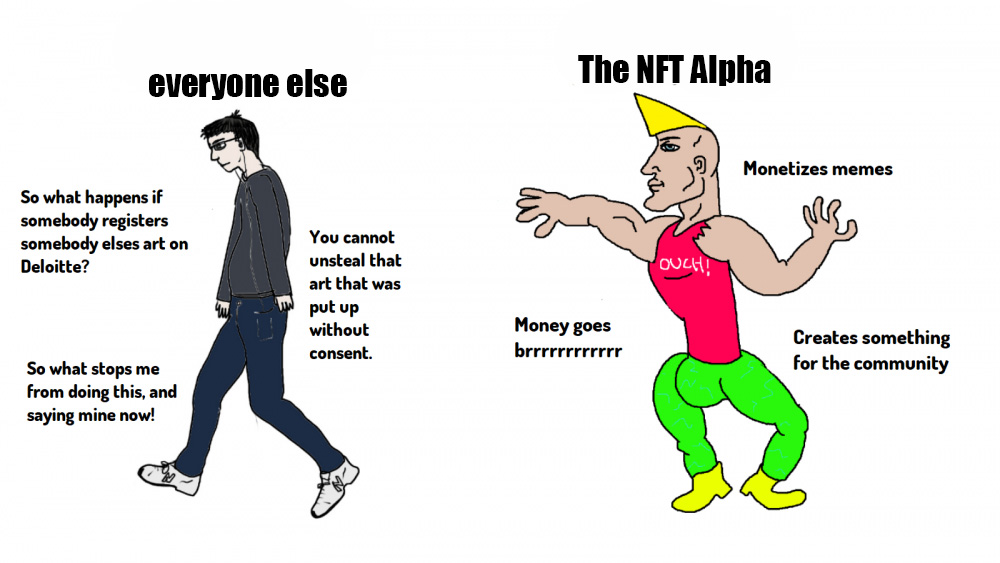 everyone else
So what happens if
somebody registers
somebody elses art on
Deloitte?
You cannot
unsteal that
art that was
put up
without
consent.
So what stops me
from doing this, and
saying mine now!
The NFT Alpha
Monetizes memes
OUCH!
Money goes
brrrrrrrrrrrr
Creates something
for the community